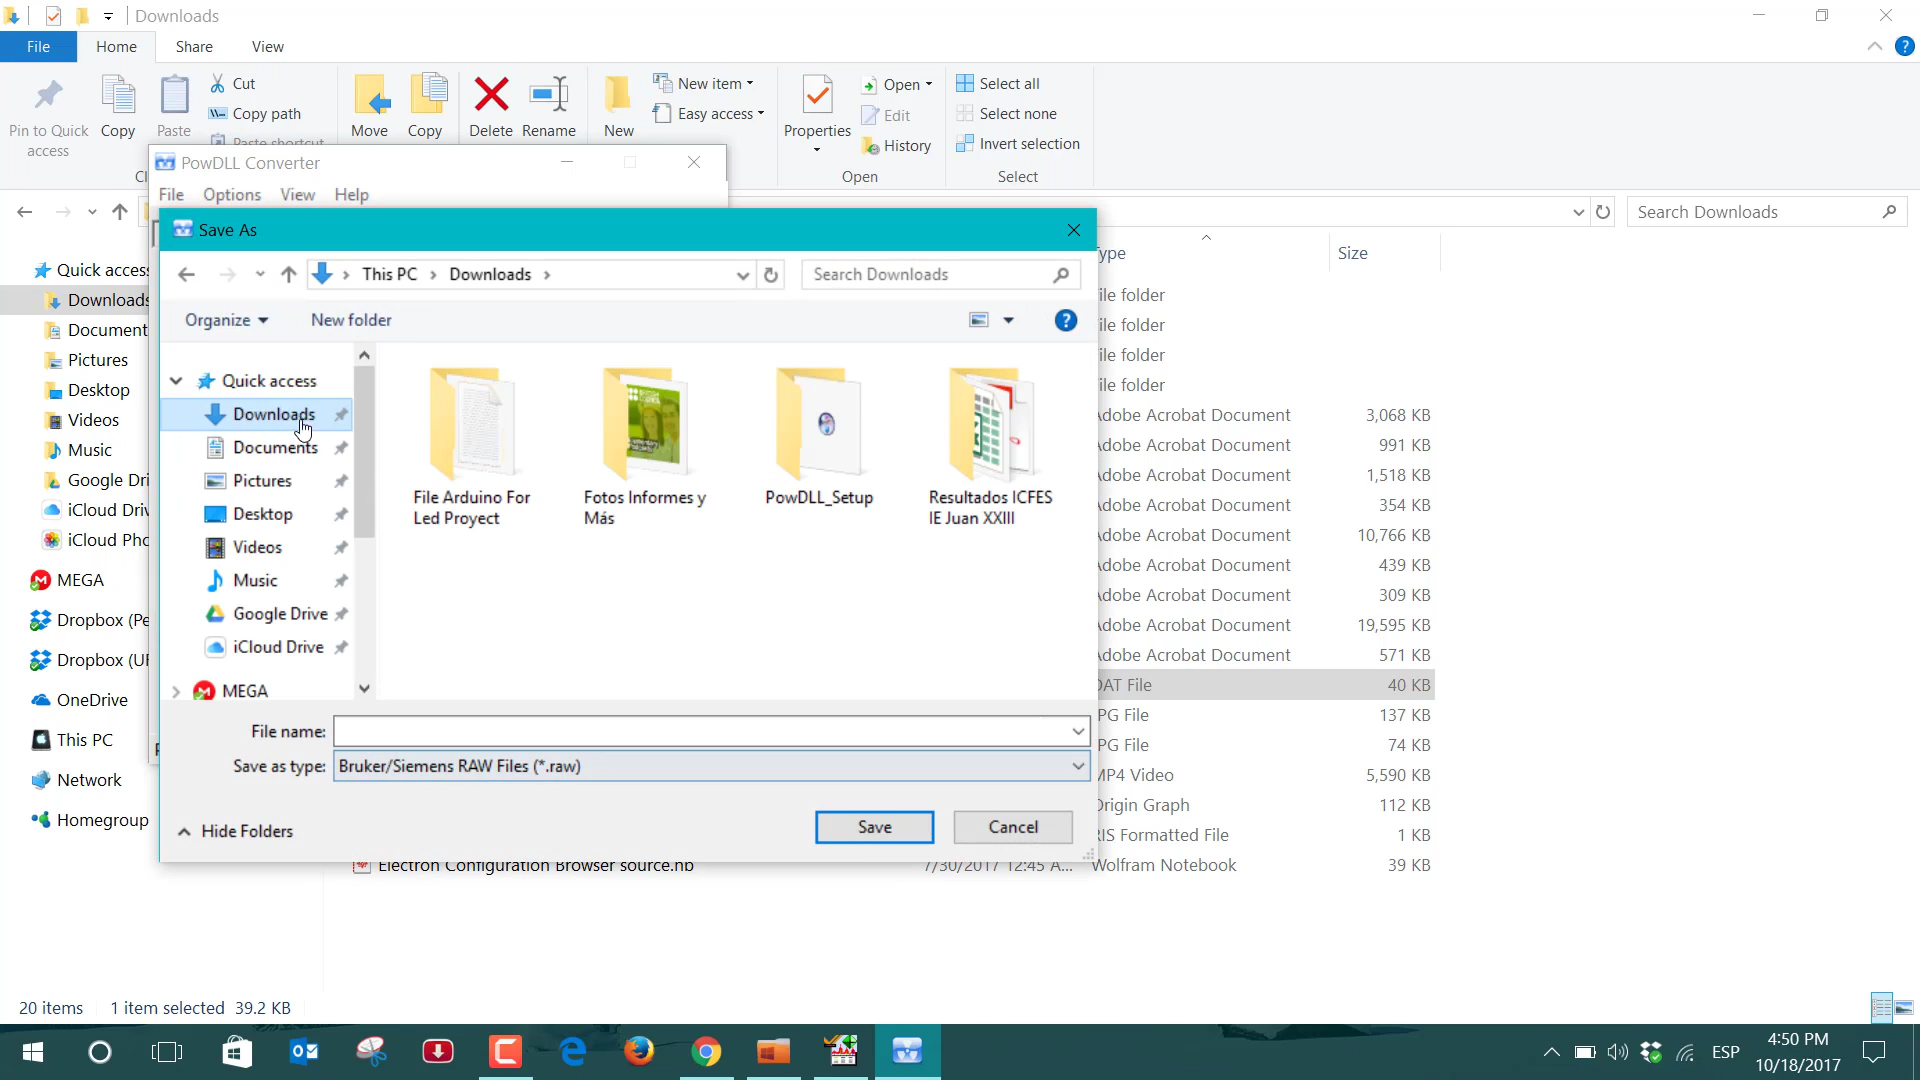 Downloads
File Home Share View
Pin to Quick access
Copy
Paste
Cut
Copy path
Paste shortcut
Move
Copy
Delete
Rename
New
New item
Easy access
Properties
Open
Edit
History
Open
Select all
Select none
Invert selection
Select
PowDLL Converter
File Options View Help
Search Downloads
Save As
This PC Downloads
Search Downloads
Organize New folder
Quick access
Downloads
Documents
Pictures
Desktop
Videos
Music
Google Drive
iCloud Drive
MEGA
File Arduino For
Led Proyect
Fotos Informes y
Más
PowDLL_Setup
Resultados ICFES
IE Juan XXIII
File name:
Save as type: Bruker/Siemens RAW Files (*.raw)
Hide Folders
Save Cancel
Quick access
Downloads
Document
Pictures
Desktop
Videos
Music
Google Dri
iCloud Driv
iCloud Pho
MEGA
Dropbox (Pe
Dropbox (UI
OneDrive
This PC
Network
Homegroup
ype Size
ile folder
ile folder
ile folder
ile folder
Adobe Acrobat Document 3,068 KB
Adobe Acrobat Document 991 KB
Adobe Acrobat Document 1,518 KB
Adobe Acrobat Document 354 KB
Adobe Acrobat Document 10,766 KB
Adobe Acrobat Document 439 KB
Adobe Acrobat Document 309 KB
Adobe Acrobat Document 19,595 KB
Adobe Acrobat Document 571 KB
DAT File 40 KB
PG File 137 KB
PG File 74 KB
MP4 Video 5,590 KB
Origin Graph 112 KB
RIS Formatted File 1 KB
Electron Configuration Browser source.nb 7/30/2017 12:45 A... Wolfram Notebook 39 KB
20 items 1 item selected 39.2 KB
ESP
4:50 PM
10/18/2017